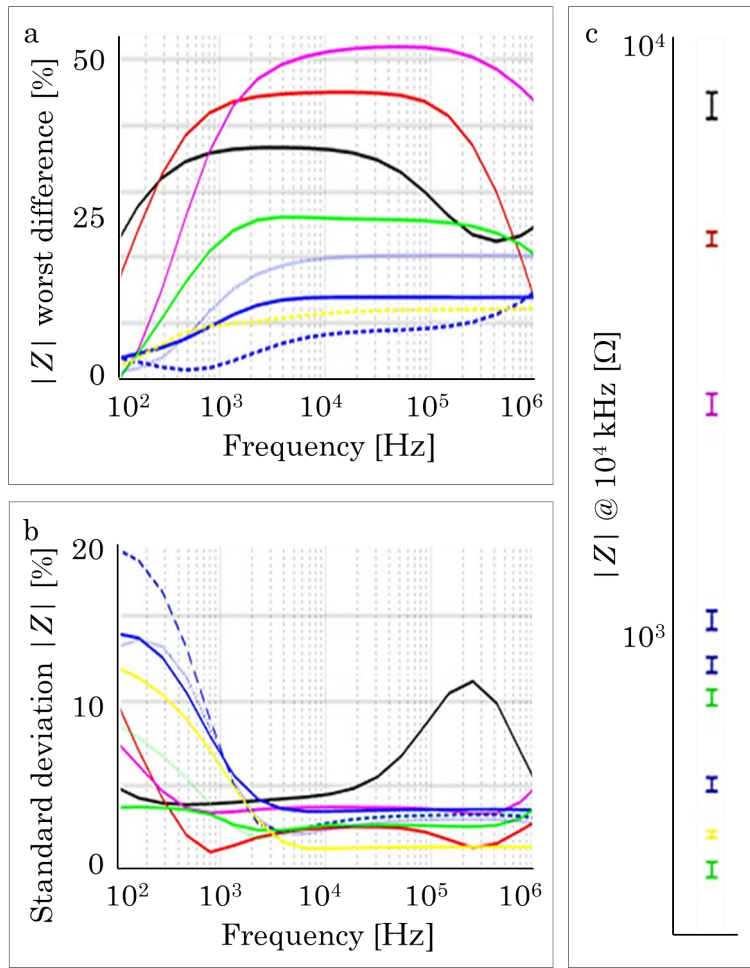 a
|Z| worst difference [%]
50
25
0
10² 10³ 10⁴ 10⁵ 10⁶
Frequency [Hz]
b
Standard deviation |Z| [%]
20
10
0
10² 10³ 10⁴ 10⁵ 10⁶
Frequency [Hz]
c
|Z| @ 10⁴ kHz [Ω]
10⁴
10³